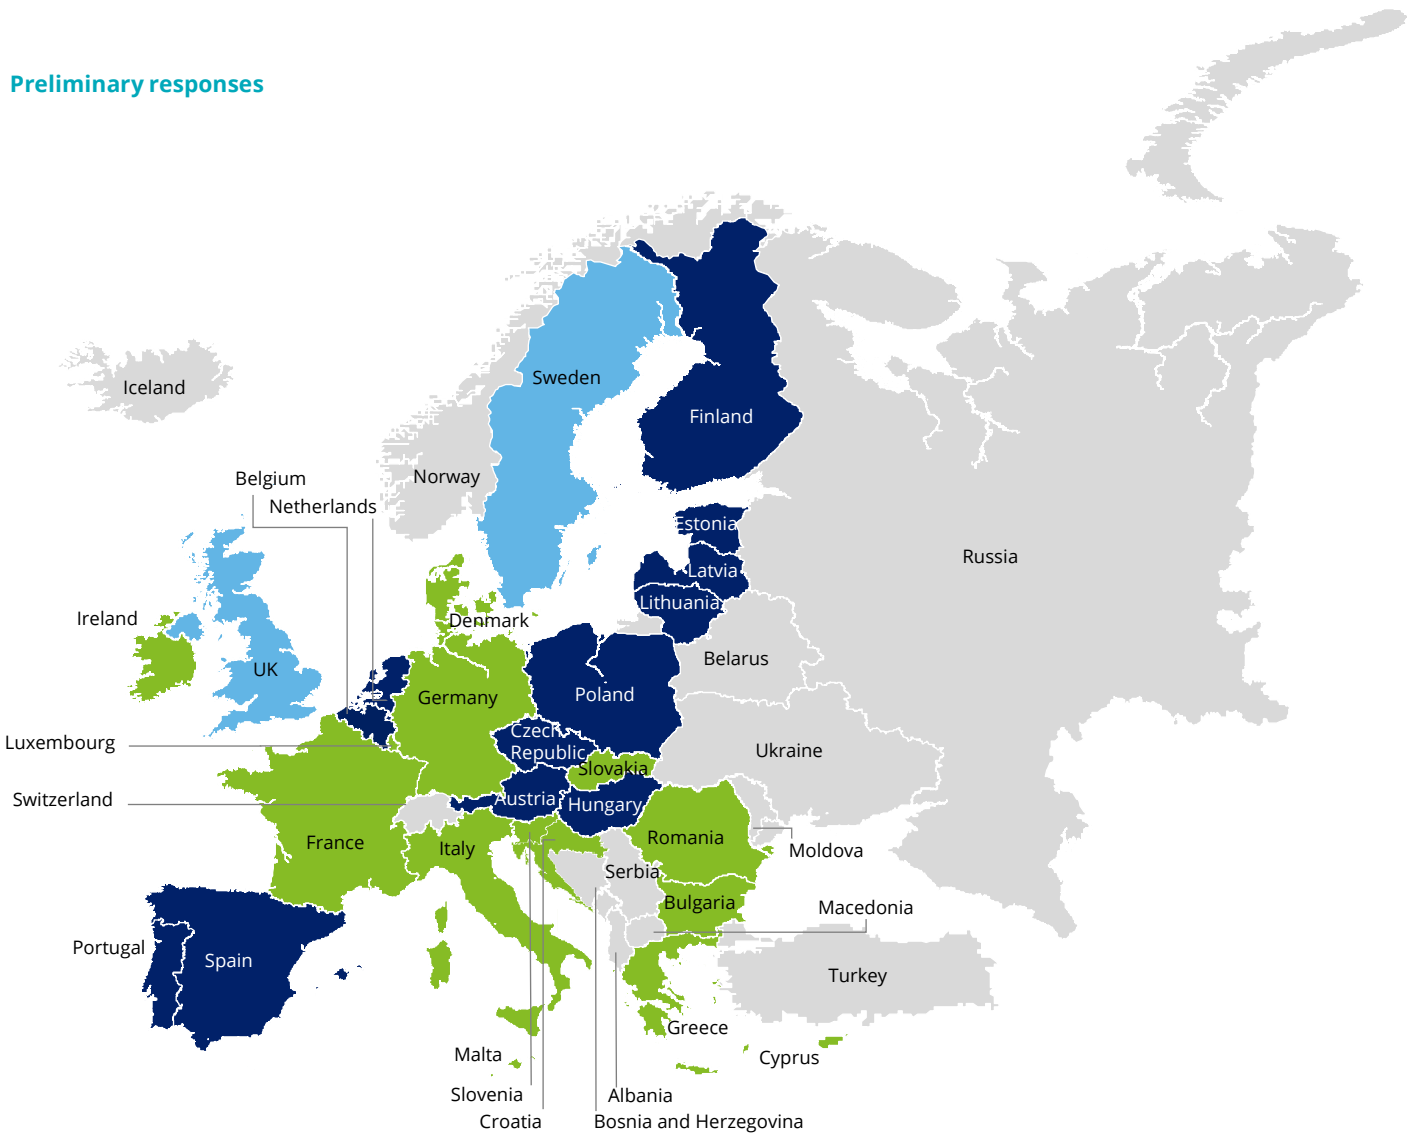 Preliminary responses
Iceland
Sweden
Finland
Norway
Belgium
Netherlands
Estonia
Russia
Latvia
Lithuania
Ireland
Denmark
Belarus
UK
Germany
Poland
Luxembourg
Czech
Republic
Ukraine
Slovakia
Switzerland
Austria
Hungary
France
Italy
Romania
Moldova
Serbia
Bulgaria
Macedonia
Portugal
Spain
Turkey
Greece
Malta
Cyprus
Slovenia
Albania
Croatia
Bosnia and Herzegovina